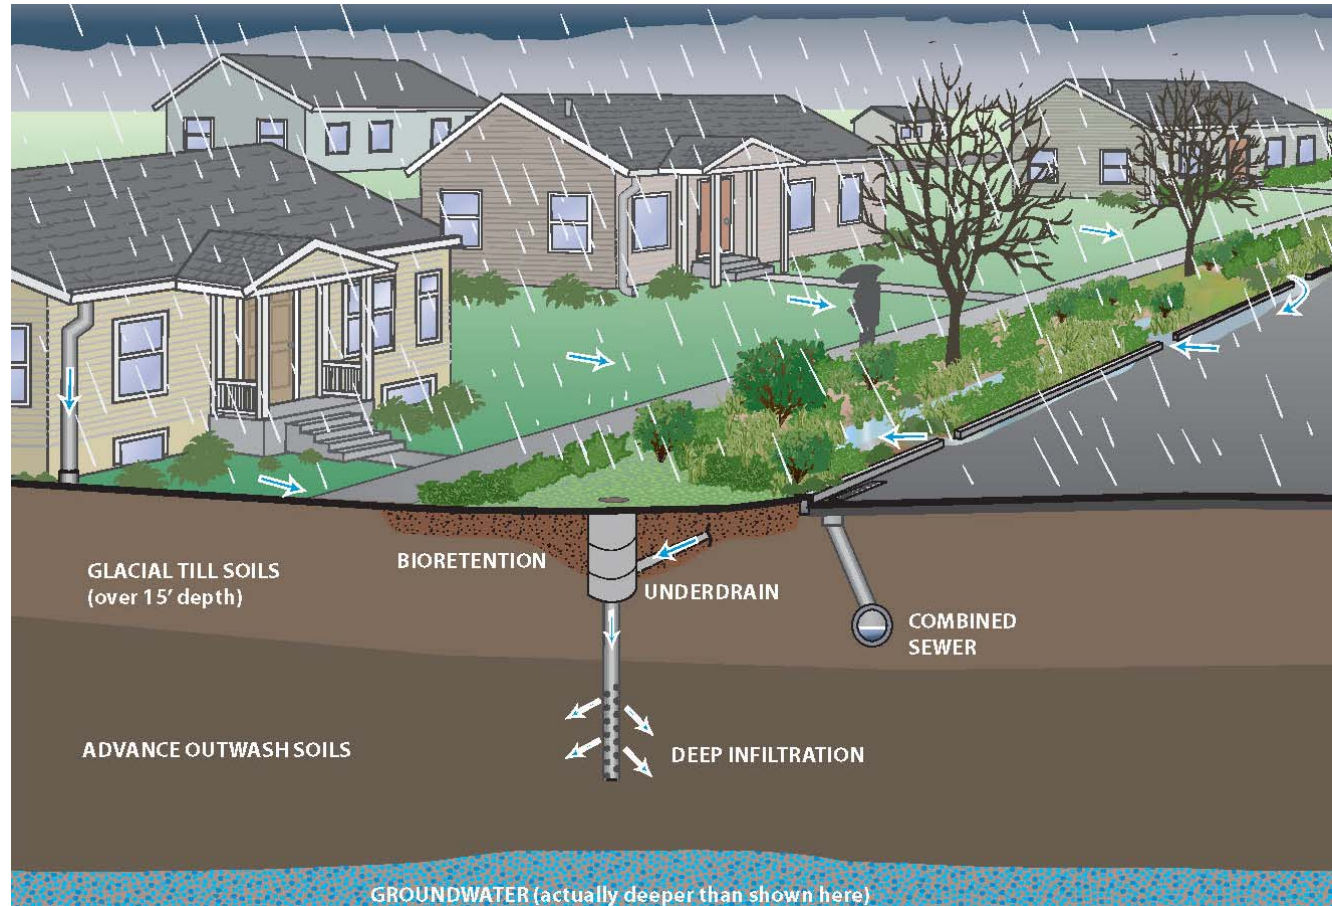 BIORETENTION
GLACIAL TILL SOILS
(over 15' depth)
UNDERDRAIN
COMBINED
SEWER
ADVANCE OUTWASH SOILS
DEEP INFILTRATION
GROUNDWATER (actually deeper than shown here)